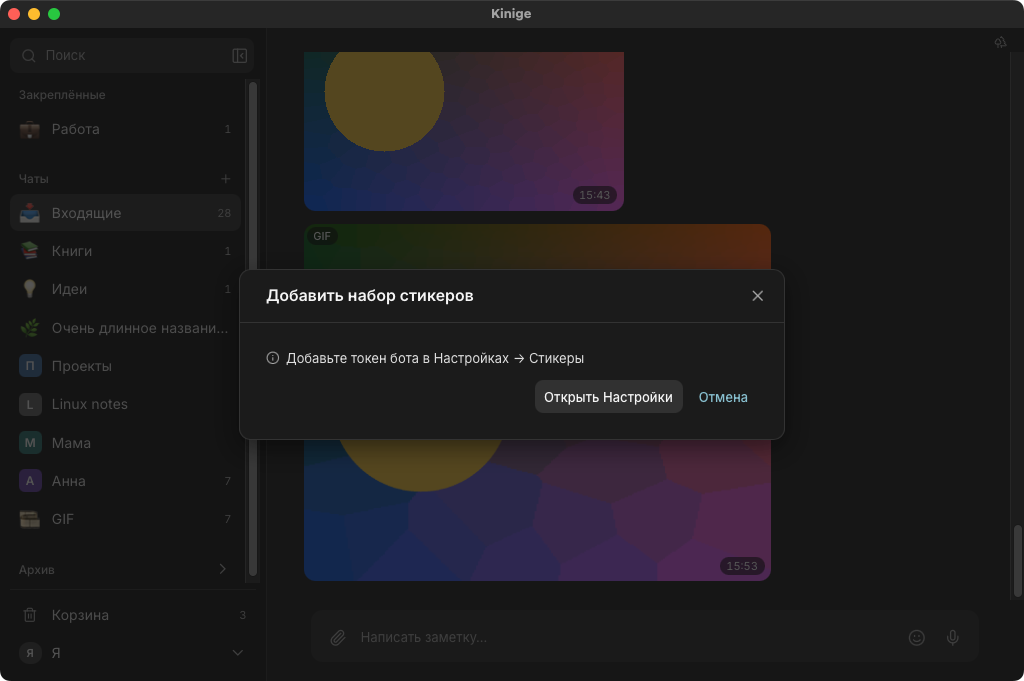 Kinige
Поиск
Закреплённые
Работа 1
Чаты
Входящие 28
Книги 1
Идеи 1
Очень длинное названи...
П Проекты
L Linux notes
М Мама
А Анна 7
GIF 7
Архив
Корзина 3
Я Я
15:43
GIF
Добавить набор стикеров
Добавьте токен бота в Настройках → Стикеры
Открыть Настройки Отмена
15:53
Написать заметку...